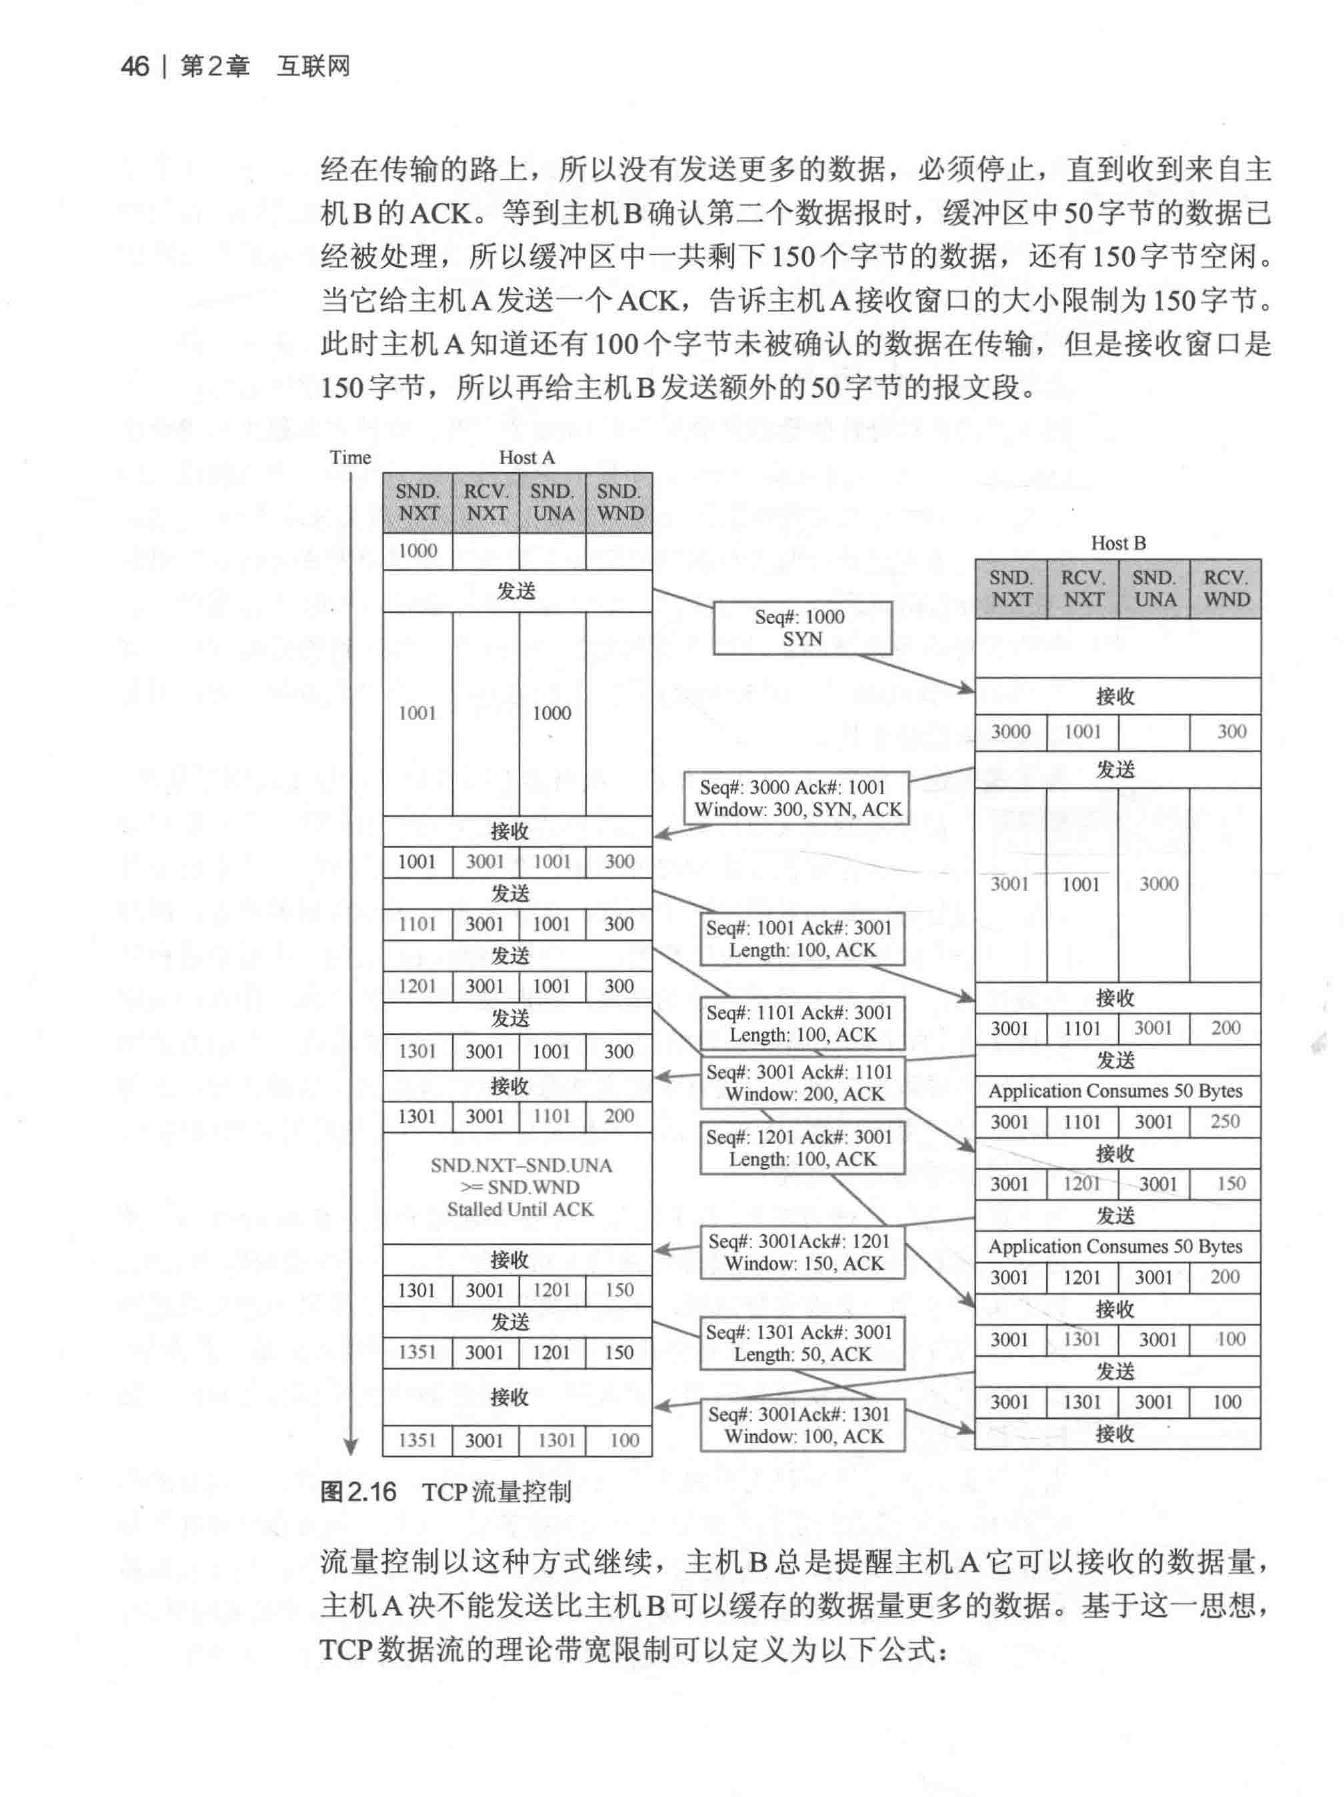 46 | 第2章 互联网
经在传输的路上，所以没有发送更多的数据，必须停止，直到收到来自主
机B的ACK。等到主机B确认第二个数据报时，缓冲区中50字节的数据已
经被处理，所以缓冲区中一共剩下150个字节的数据，还有150字节空闲。
当它给主机A发送一个ACK，告诉主机A接收窗口的大小限制为150字节。
此时主机A知道还有100个字节未被确认的数据在传输，但是接收窗口是
150字节，所以再给主机B发送额外的50字节的报文段。
Time
Host A
SND. NXT RCV. NXT SND. UNA SND. WND
1000
发送
1001 1000
接收
1001 3001 1001 300
发送
1101 3001 1001 300
发送
1201 3001 1001 300
发送
1301 3001 1001 300
接收
1301 3001 1101 200
SND.NXT–SND.UNA
>= SND.WND
Stalled Until ACK
接收
1301 3001 1201 150
发送
1351 3001 1201 150
接收
1351 3001 1301 100
Seq#: 1000
SYN
Seq#: 3000 Ack#: 1001
Window: 300, SYN, ACK
Seq#: 1001 Ack#: 3001
Length: 100, ACK
Seq#: 1101 Ack#: 3001
Length: 100, ACK
Seq#: 3001 Ack#: 1101
Window: 200, ACK
Seq#: 1201 Ack#: 3001
Length: 100, ACK
Seq#: 3001Ack#: 1201
Window: 150, ACK
Seq#: 1301 Ack#: 3001
Length: 50, ACK
Seq#: 3001Ack#: 1301
Window: 100, ACK
Host B
SND. NXT RCV. NXT SND. UNA RCV. WND
接收
3000 1001 300
发送
3001 1001 3000
接收
3001 1101 3001 200
发送
Application Consumes 50 Bytes
3001 1101 3001 250
接收
3001 1201 3001 150
发送
Application Consumes 50 Bytes
3001 1201 3001 200
接收
3001 1301 3001 100
发送
3001 1301 3001 100
接收
图2.16 TCP流量控制
流量控制以这种方式继续，主机B总是提醒主机A它可以接收的数据量，
主机A决不能发送比主机B可以缓存的数据量更多的数据。基于这一思想，
TCP数据流的理论带宽限制可以定义为以下公式：